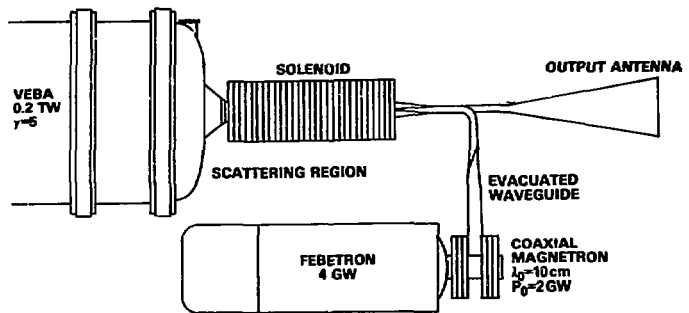 VEBA
0.2 TW
γ=5
SOLENOID
OUTPUT ANTENNA
SCATTERING REGION
EVACUATED
WAVEGUIDE
FEBETRON
4 GW
COAXIAL
MAGNETRON
λ₀=10cm
P₀=2GW